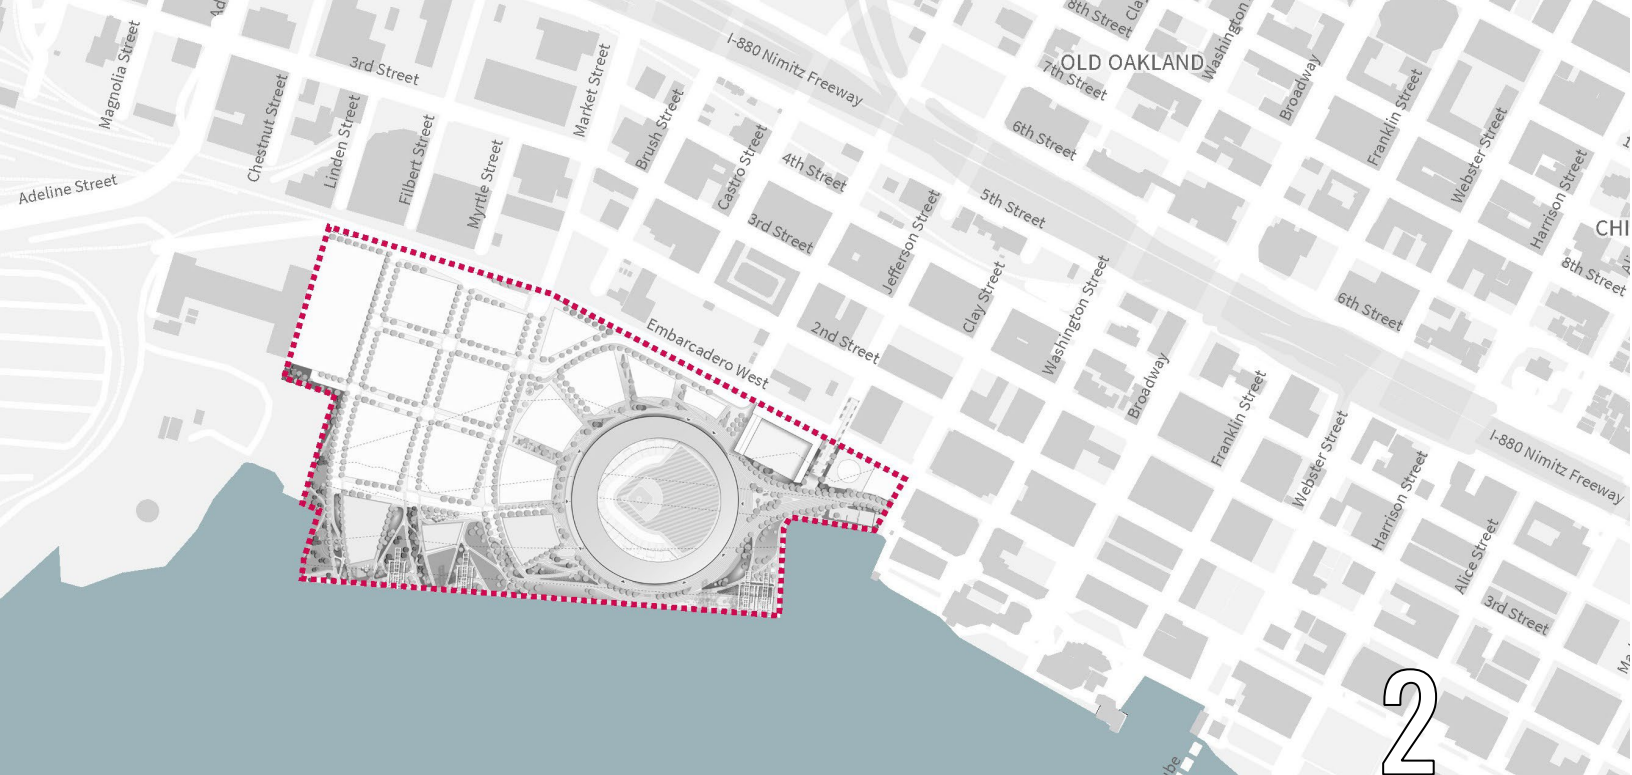 8th Street
Washington
I-880 Nimitz Freeway
OLD OAKLAND
3rd Street
Magnolia Street
Market Street
7th Street
Broadway
Franklin Street
Chestnut Street
Linden Street
Brush Street
6th Street
Webster Street
Filbert Street
Castro Street
4th Street
Myrtle Street
Harrison Street
Adeline Street
5th Street
3rd Street
Jefferson Street
CHI
8th Street
Clay Street
Washington Street
6th Street
Embarcadero West
2nd Street
Broadway
Franklin Street
Webster Street
I-880 Nimitz Freeway
Harrison Street
Alice Street
3rd Street
2